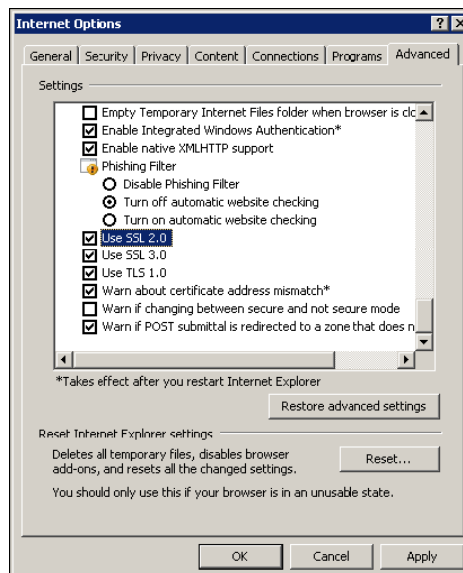 Internet Options
General Security Privacy Content Connections Programs Advanced
Settings
Empty Temporary Internet Files folder when browser is clo
Enable Integrated Windows Authentication*
Enable native XMLHTTP support
Phishing Filter
Disable Phishing Filter
Turn off automatic website checking
Turn on automatic website checking
Use SSL 2.0
Use SSL 3.0
Use TLS 1.0
Warn about certificate address mismatch*
Warn if changing between secure and not secure mode
Warn if POST submittal is redirected to a zone that does n
*Takes effect after you restart Internet Explorer
Restore advanced settings
Reset Internet Explorer settings
Deletes all temporary files, disables browser
add-ons, and resets all the changed settings.
Reset...
You should only use this if your browser is in an unusable state.
OK Cancel Apply